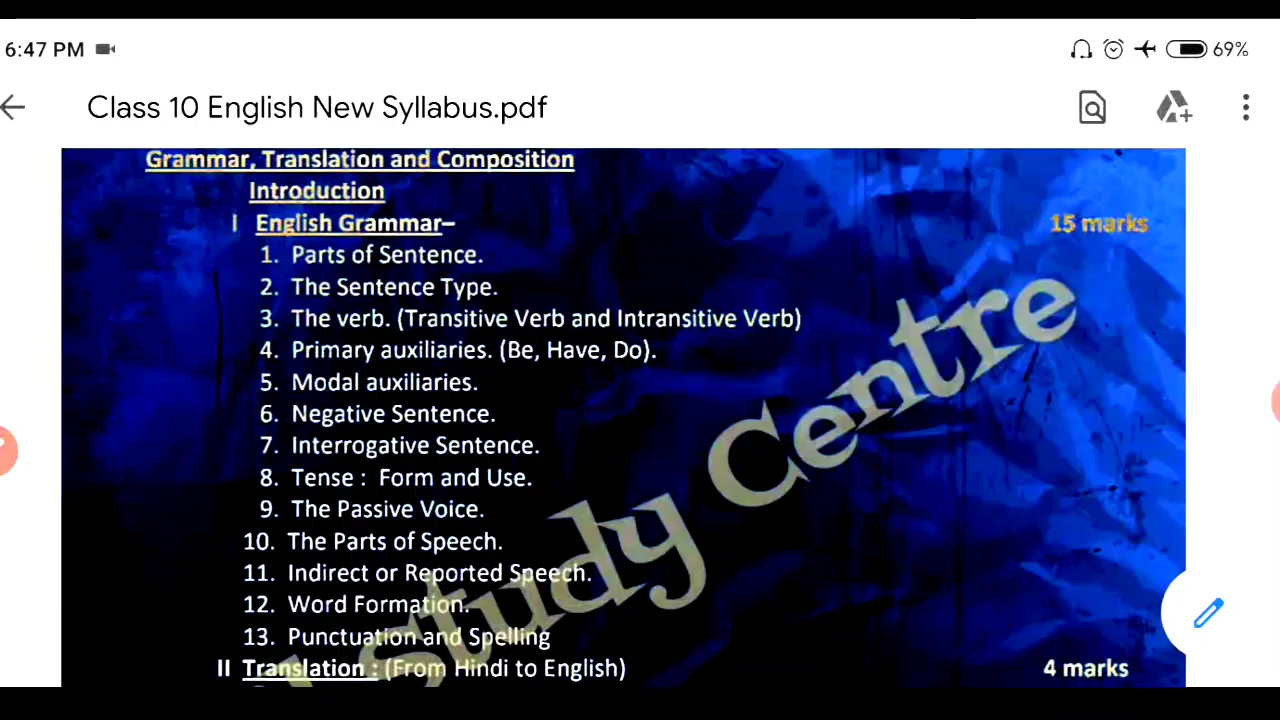 6:47 PM 69%
Class 10 English New Syllabus.pdf
Grammar, Translation and Composition
Introduction
I English Grammar– 15 marks
1. Parts of Sentence.
2. The Sentence Type.
3. The verb. (Transitive Verb and Intransitive Verb)
4. Primary auxiliaries. (Be, Have, Do).
5. Modal auxiliaries.
6. Negative Sentence.
7. Interrogative Sentence.
8. Tense : Form and Use.
9. The Passive Voice.
10. The Parts of Speech.
11. Indirect or Reported Speech.
12. Word Formation.
13. Punctuation and Spelling
II Translation : (From Hindi to English) 4 marks
Study Centre